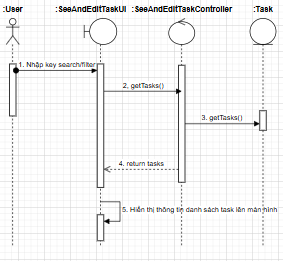 :User :SeeAndEditTaskUI :SeeAndEditTaskController :Task
1. Nhập key search/filter
2. getTasks()
3. getTasks()
4. return tasks
5. Hiển thị thông tin danh sách task lên màn hình